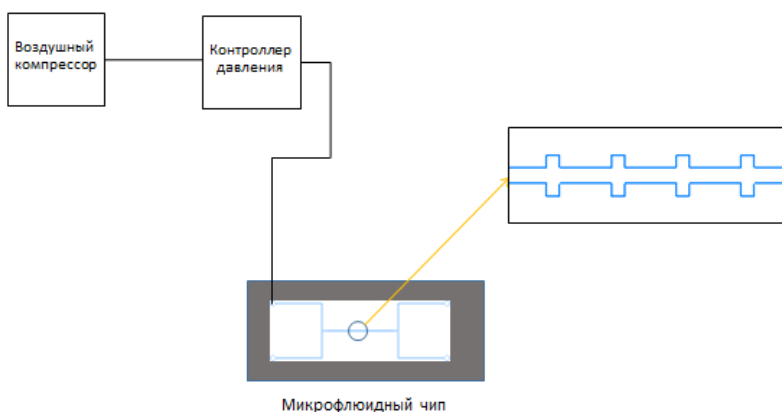 Воздушный
компрессор
Контроллер
давления
Микрофлюидный чип